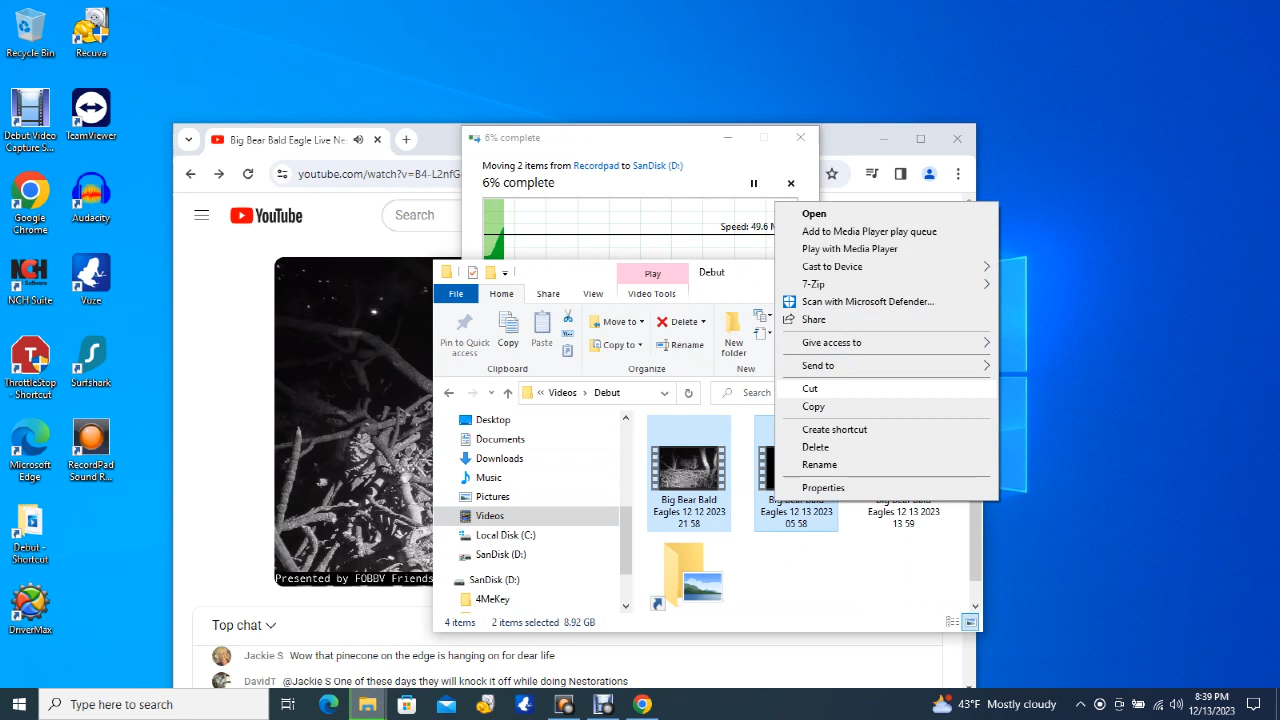 Recycle Bin
Recuva
Debut Video
Capture S...
TeamViewer
Google
Chrome
Audacity
NCH Suite
Vuze
ThrottleStop
- Shortcut
Surfshark
Microsoft
Edge
RecordPad
Sound R...
Debut -
Shortcut
DriverMax
Big Bear Bald Eagle Live Ne
youtube.com/watch?v=B4-L2nfG
YouTube
Search
Presented by FOBBV Friends
Top chat
Jackie S Wow that pinecone on the edge is hanging on for dear life
DavidT @Jackie S One of these days they will knock it off while doing Nestorations
6% complete
Moving 2 items from Recordpad to SanDisk (D:)
6% complete
Speed: 49.6 M
Play
Debut
File
Home
Share
View
Video Tools
Pin to Quick
access
Copy
Paste
Move to
Copy to
Delete
Rename
New
folder
Clipboard
Organize
New
« Videos › Debut
Search
Desktop
Documents
Downloads
Music
Pictures
Videos
Local Disk (C:)
SanDisk (D:)
SanDisk (D:)
4MeKey
Big Bear Bald
Eagles 12 12 2023
21 58
Big Bear Bald
Eagles 12 13 2023
05 58
Eagles 12 13 2023
13 59
4 items
2 items selected 8.92 GB
Open
Add to Media Player play queue
Play with Media Player
Cast to Device
7-Zip
Scan with Microsoft Defender...
Share
Give access to
Send to
Cut
Copy
Create shortcut
Delete
Rename
Properties
Type here to search
43°F Mostly cloudy
8:39 PM
12/13/2023